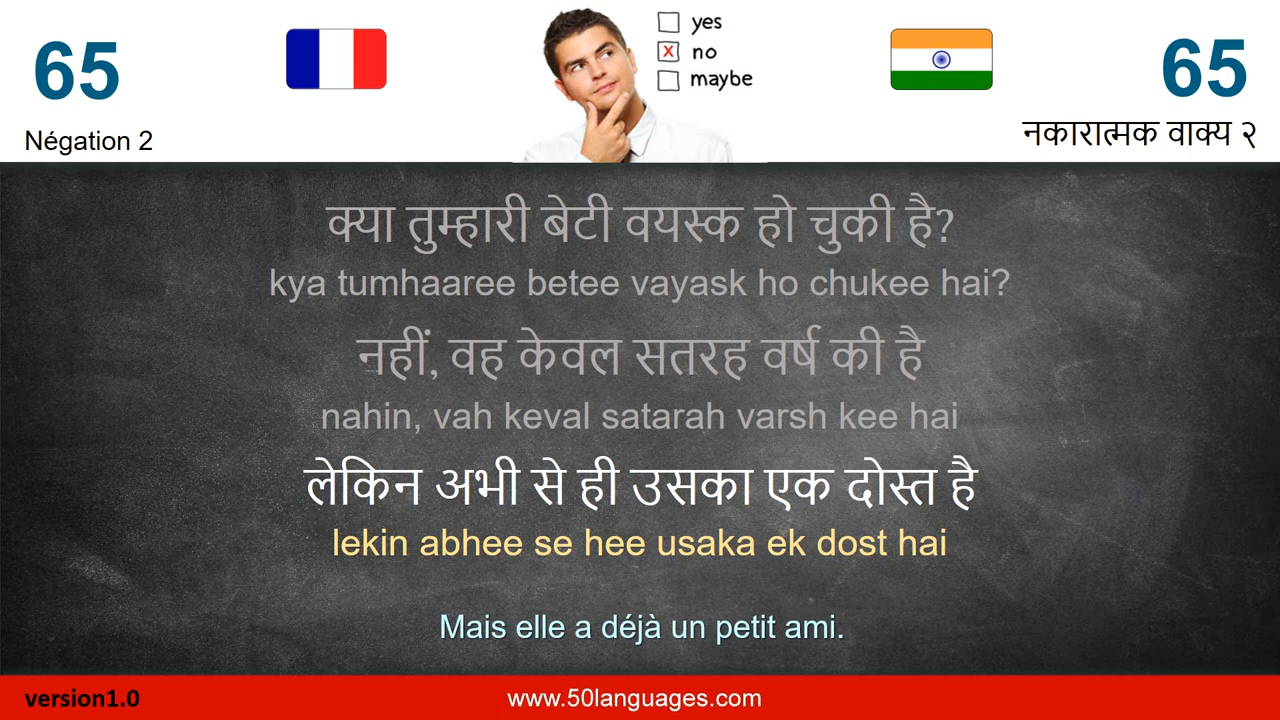 65
Négation 2
yes
x no
maybe
65
नकारात्मक वाक्य २
क्या तुम्हारी बेटी वयस्क हो चुकी है?
kya tumhaaree betee vayask ho chukee hai?
नहीं, वह केवल सतरह वर्ष की है
nahin, vah keval satarah varsh kee hai
लेकिन अभी से ही उसका एक दोस्त है
lekin abhee se hee usaka ek dost hai
Mais elle a déjà un petit ami.
version1.0
www.50languages.com